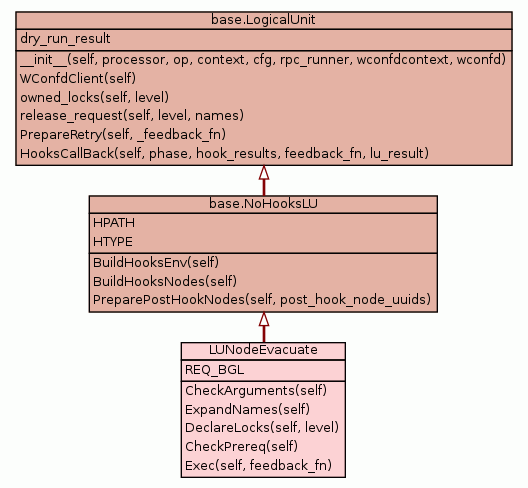 base.LogicalUnit
dry_run_result
__init__(self, processor, op, context, cfg, rpc_runner, wconfdcontext, wconfd)
WConfdClient(self)
owned_locks(self, level)
release_request(self, level, names)
PrepareRetry(self, _feedback_fn)
HooksCallBack(self, phase, hook_results, feedback_fn, lu_result)
base.NoHooksLU
HPATH
HTYPE
BuildHooksEnv(self)
BuildHooksNodes(self)
PreparePostHookNodes(self, post_hook_node_uuids)
LUNodeEvacuate
REQ_BGL
CheckArguments(self)
ExpandNames(self)
DeclareLocks(self, level)
CheckPrereq(self)
Exec(self, feedback_fn)